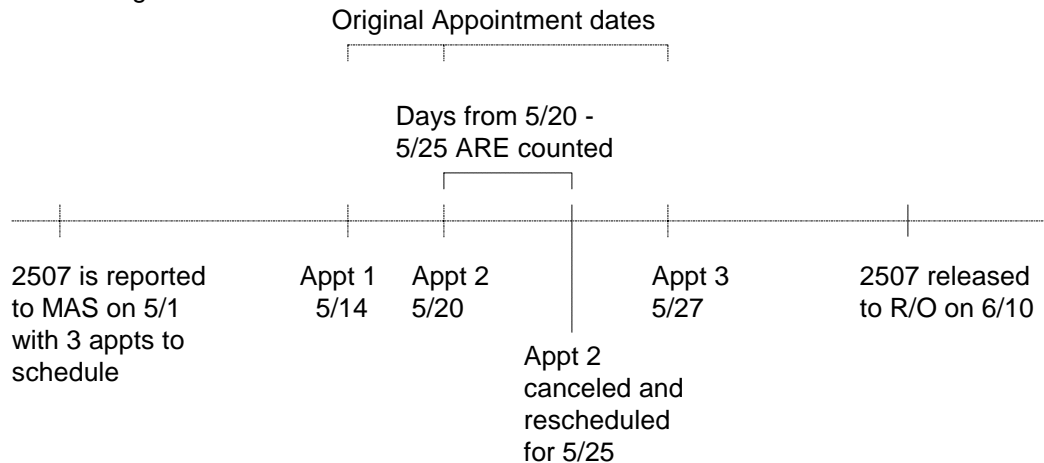 Original Appointment dates
Days from 5/20 -
5/25 ARE counted
2507 is reported
to MAS on 5/1
with 3 appts to
schedule
Appt 1
5/14
Appt 2
5/20
Appt 2
canceled and
rescheduled
for 5/25
Appt 3
5/27
2507 released
to R/O on 6/10